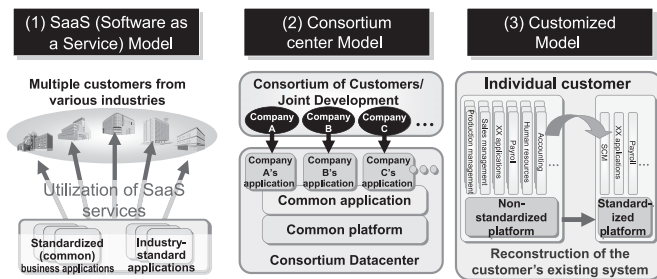 (1) SaaS (Software as
a Service) Model
Multiple customers from
various industries
Utilization of SaaS
services
Standardized
(common)
business applications
Industry-
standard
applications
(2) Consortium
center Model
Consortium of Customers/
Joint Development
Company
A
Company
B
Company
C
...
Company
A's
application
Company
B's
application
Company
C's
application
Common application
Common platform
Consortium Datacenter
(3) Customized
Model
Individual customer
Production management
Sales management
XX applications
Payroll
Human resources
Accounting
...
SCM
XX applications
Payroll
...
Non-
standardized
platform
Standard-
ized
platform
Reconstruction of
the customer's existing system